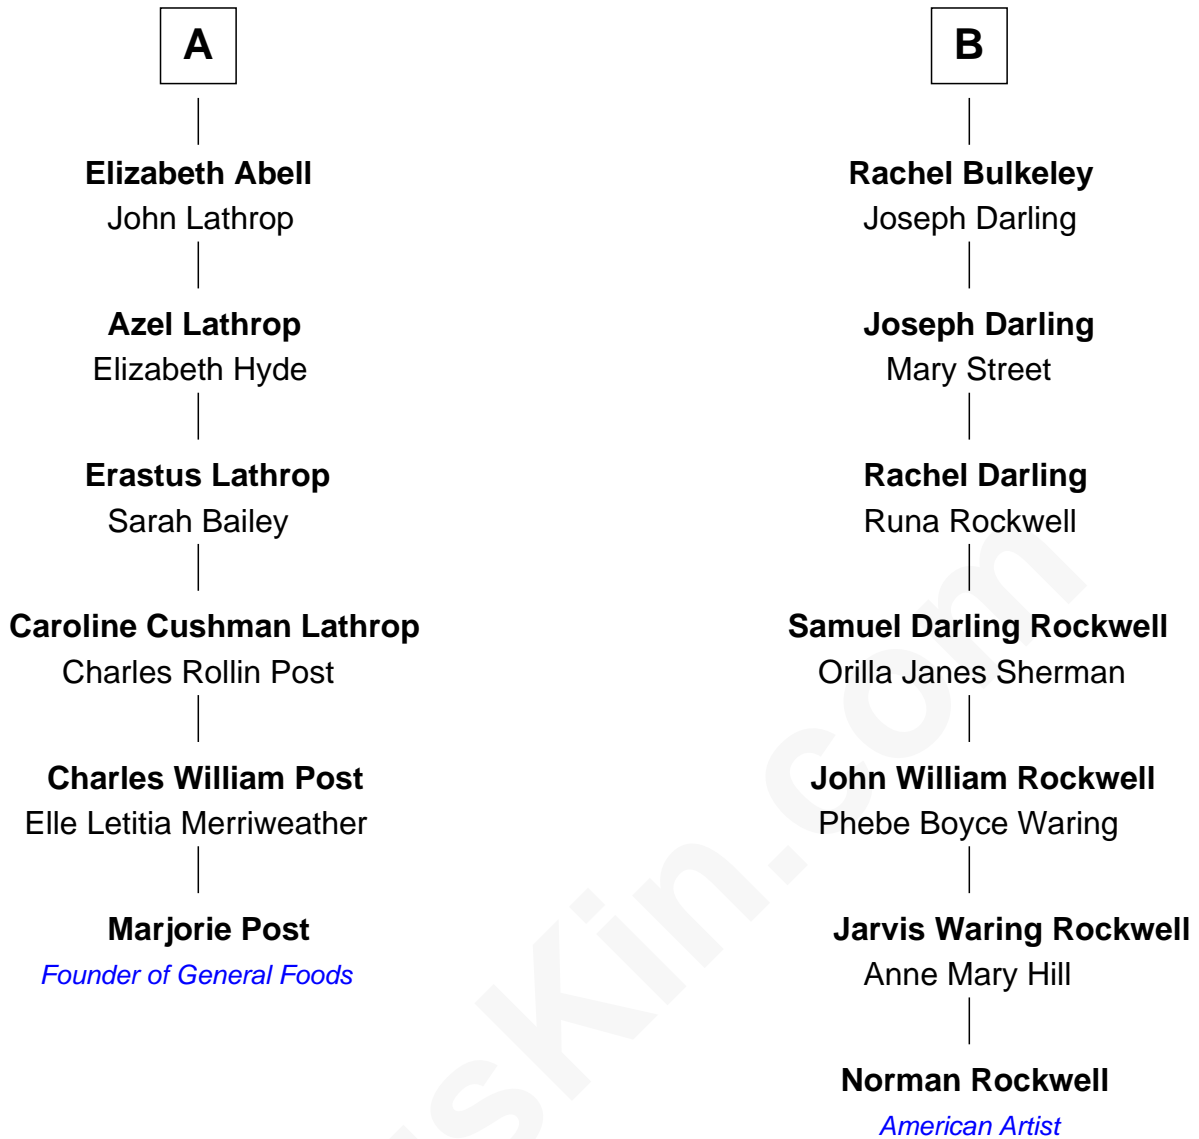 A
Elizabeth Abell
John Lathrop
Azel Lathrop
Elizabeth Hyde
Erastus Lathrop
Sarah Bailey
Caroline Cushman Lathrop
Charles Rollin Post
Charles William Post
Elle Letitia Merriweather
Marjorie Post
Founder of General Foods
B
Rachel Bulkeley
Joseph Darling
Joseph Darling
Mary Street
Rachel Darling
Runa Rockwell
Samuel Darling Rockwell
Orilla Janes Sherman
John William Rockwell
Phebe Boyce Waring
Jarvis Waring Rockwell
Anne Mary Hill
Norman Rockwell
American Artist
sKin.com